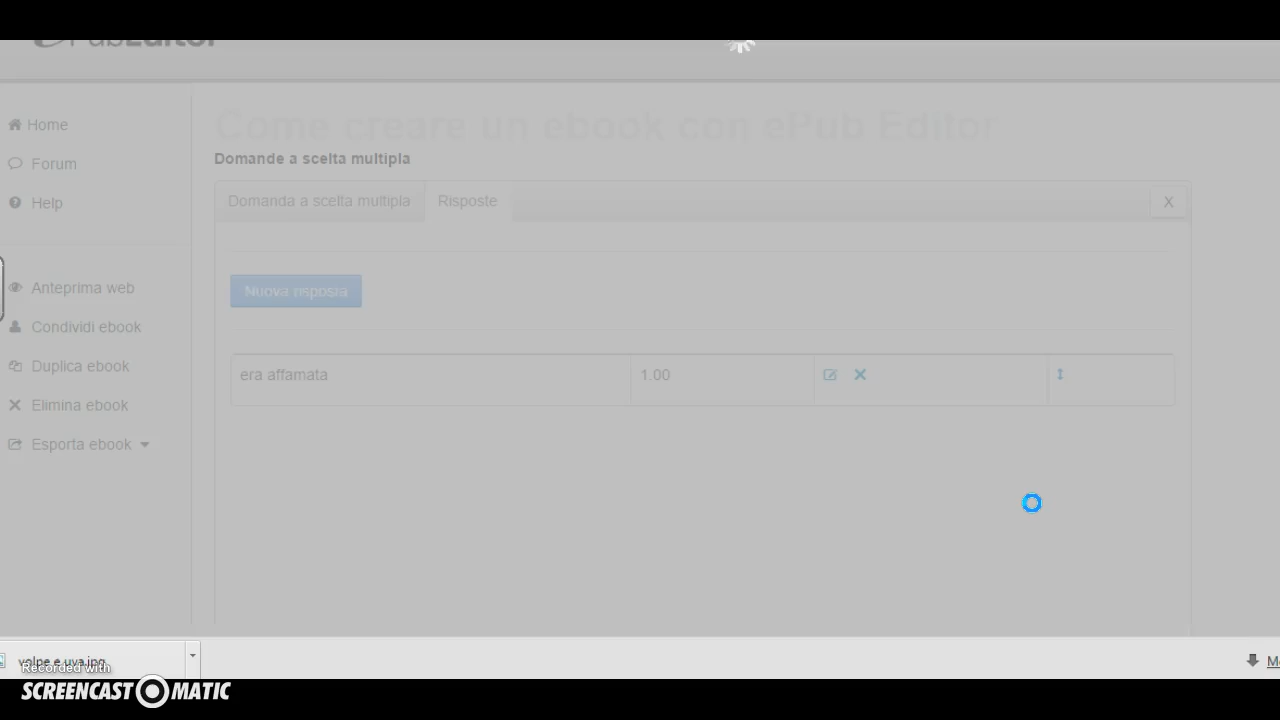 ePubEditor
Come creare un ebook con ePub Editor
Home
Forum
Help
Anteprima web
Condividi ebook
Duplica ebook
Elimina ebook
Esporta ebook
Domande a scelta multipla
Domanda a scelta multipla
Risposte
X
Nuova risposta
era affamata
1.00
volpe e uva.jpg
Recorded with
SCREENCAST MATIC